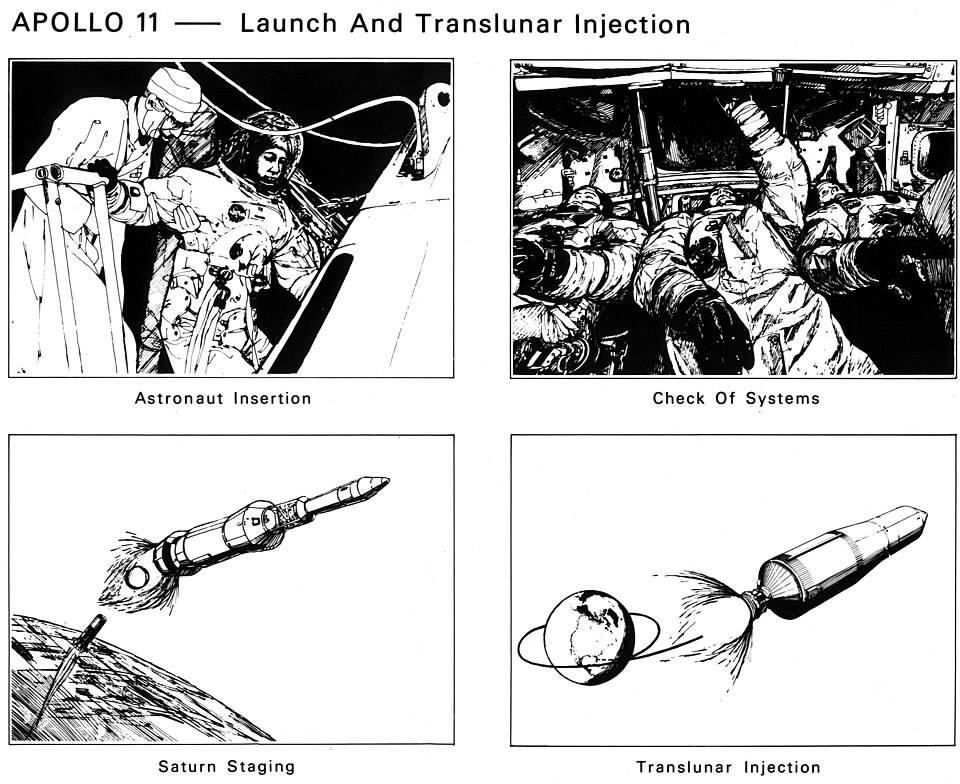 APOLLO 11 — Launch And Translunar Injection
Astronaut Insertion
Check Of Systems
Saturn Staging
Translunar Injection